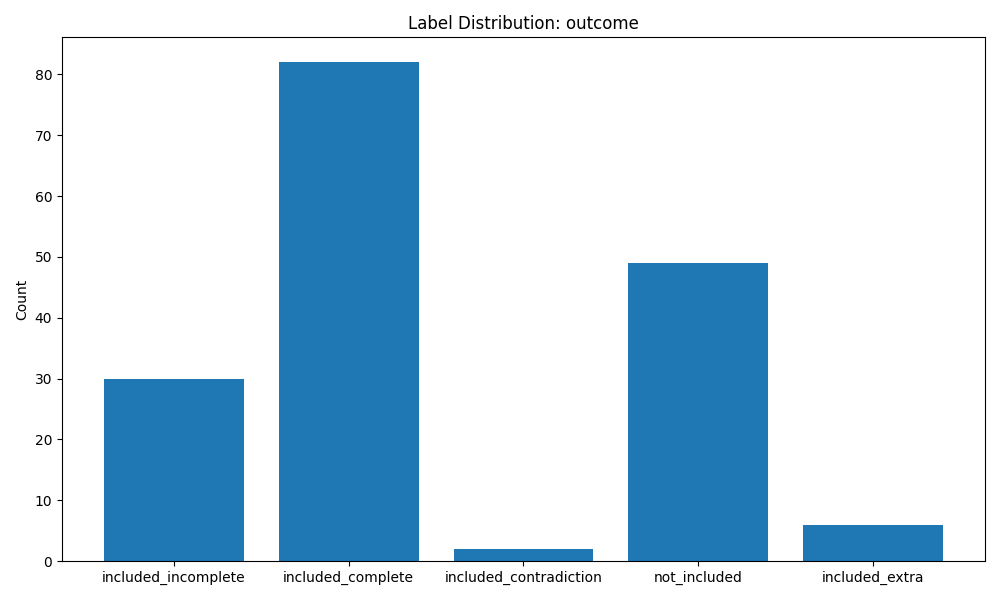 Label Distribution: outcome
Count
80
70
60
50
40
30
20
10
0
included_incomplete
included_complete
included_contradiction
not_included
included_extra